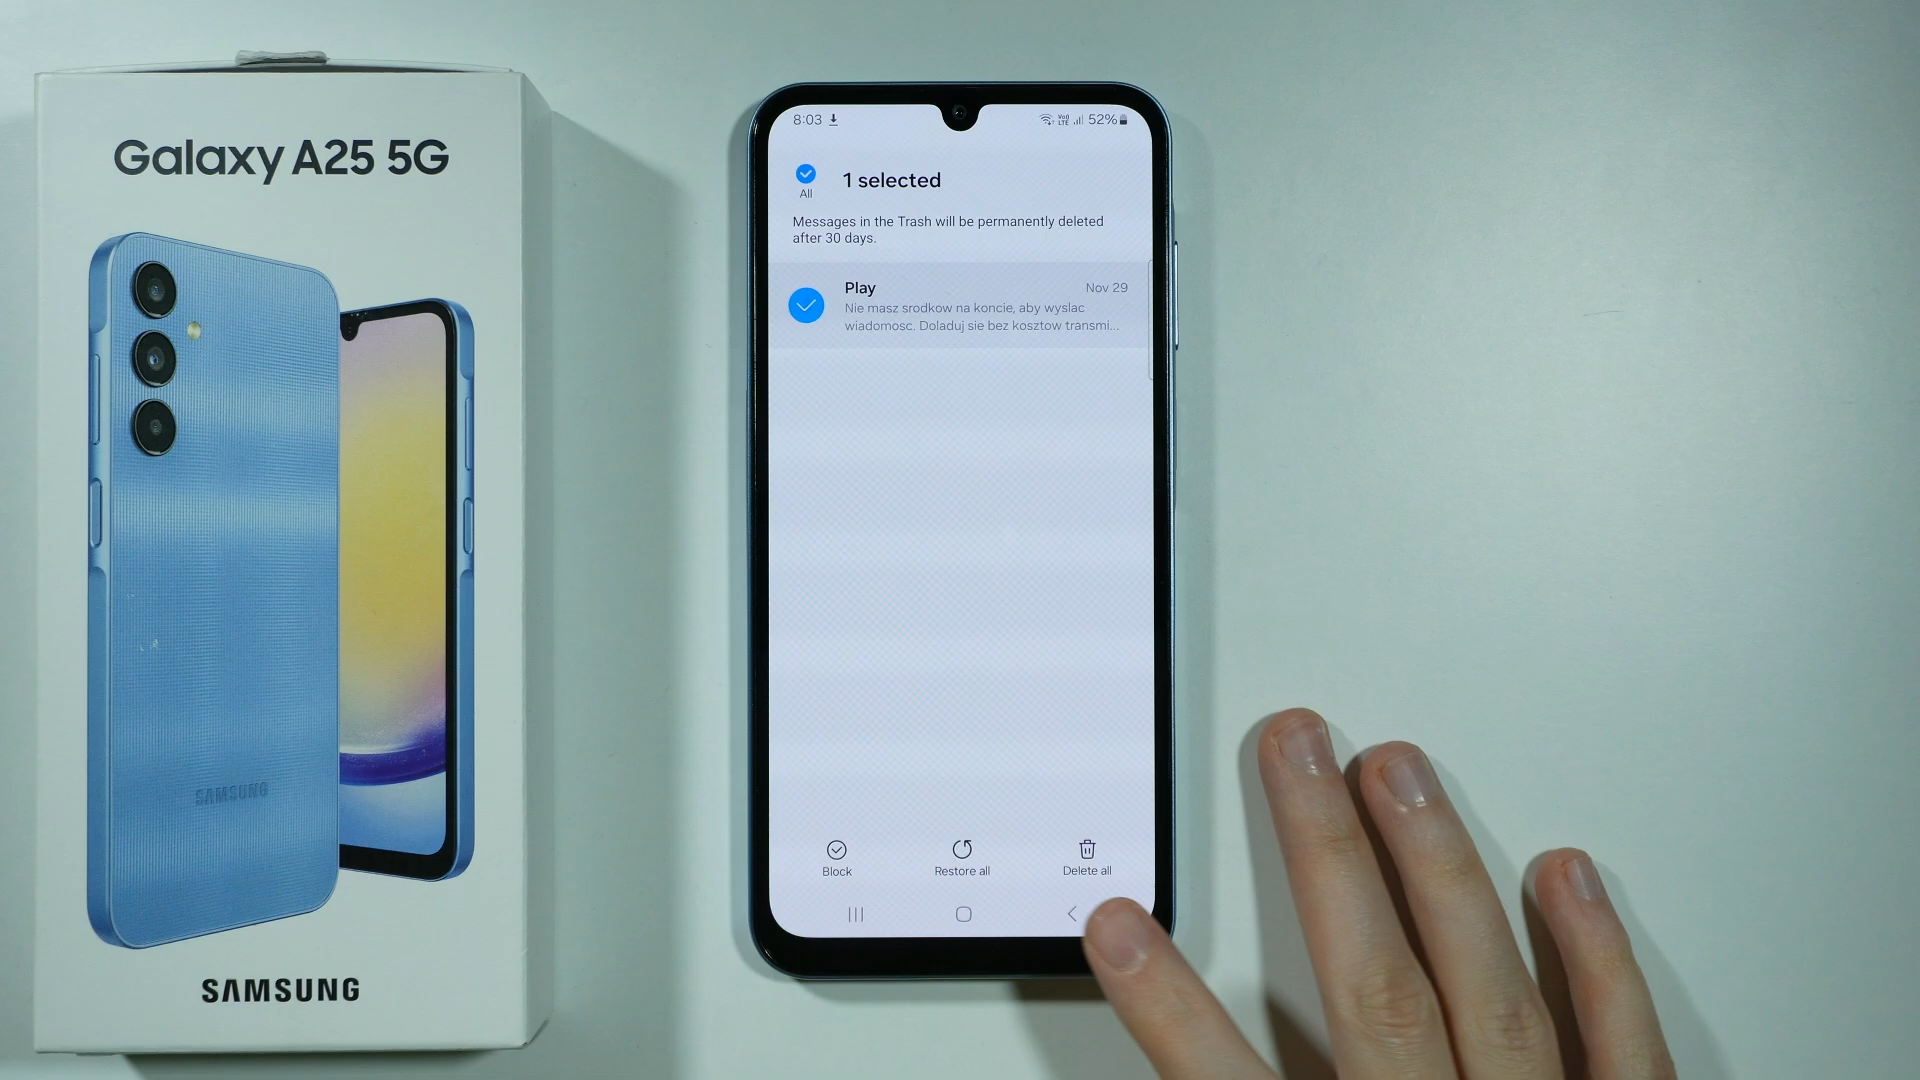 Galaxy A25 5G
SAMSUNG
SAMSUNG
8:03
Vo))
LTE
52%
All
1 selected
Messages in the Trash will be permanently deleted
after 30 days.
Play
Nov 29
Nie masz srodkow na koncie, aby wyslac
wiadomosc. Doladuj sie bez kosztow transmi...
Block
Restore all
Delete all